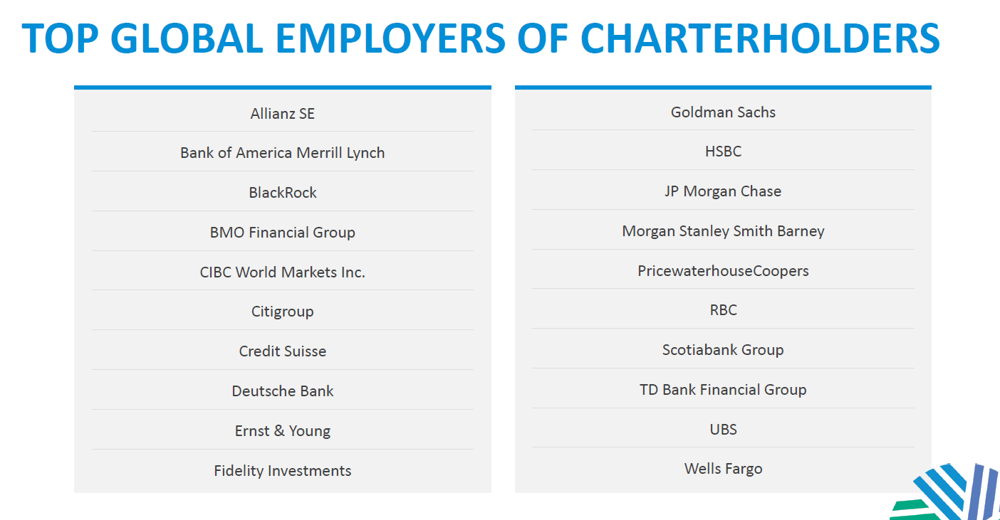 TOP GLOBAL EMPLOYERS OF CHARTERHOLDERS
Allianz SE
Bank of America Merrill Lynch
BlackRock
BMO Financial Group
CIBC World Markets Inc.
Citigroup
Credit Suisse
Deutsche Bank
Ernst & Young
Fidelity Investments
Goldman Sachs
HSBC
JP Morgan Chase
Morgan Stanley Smith Barney
PricewaterhouseCoopers
RBC
Scotiabank Group
TD Bank Financial Group
UBS
Wells Fargo